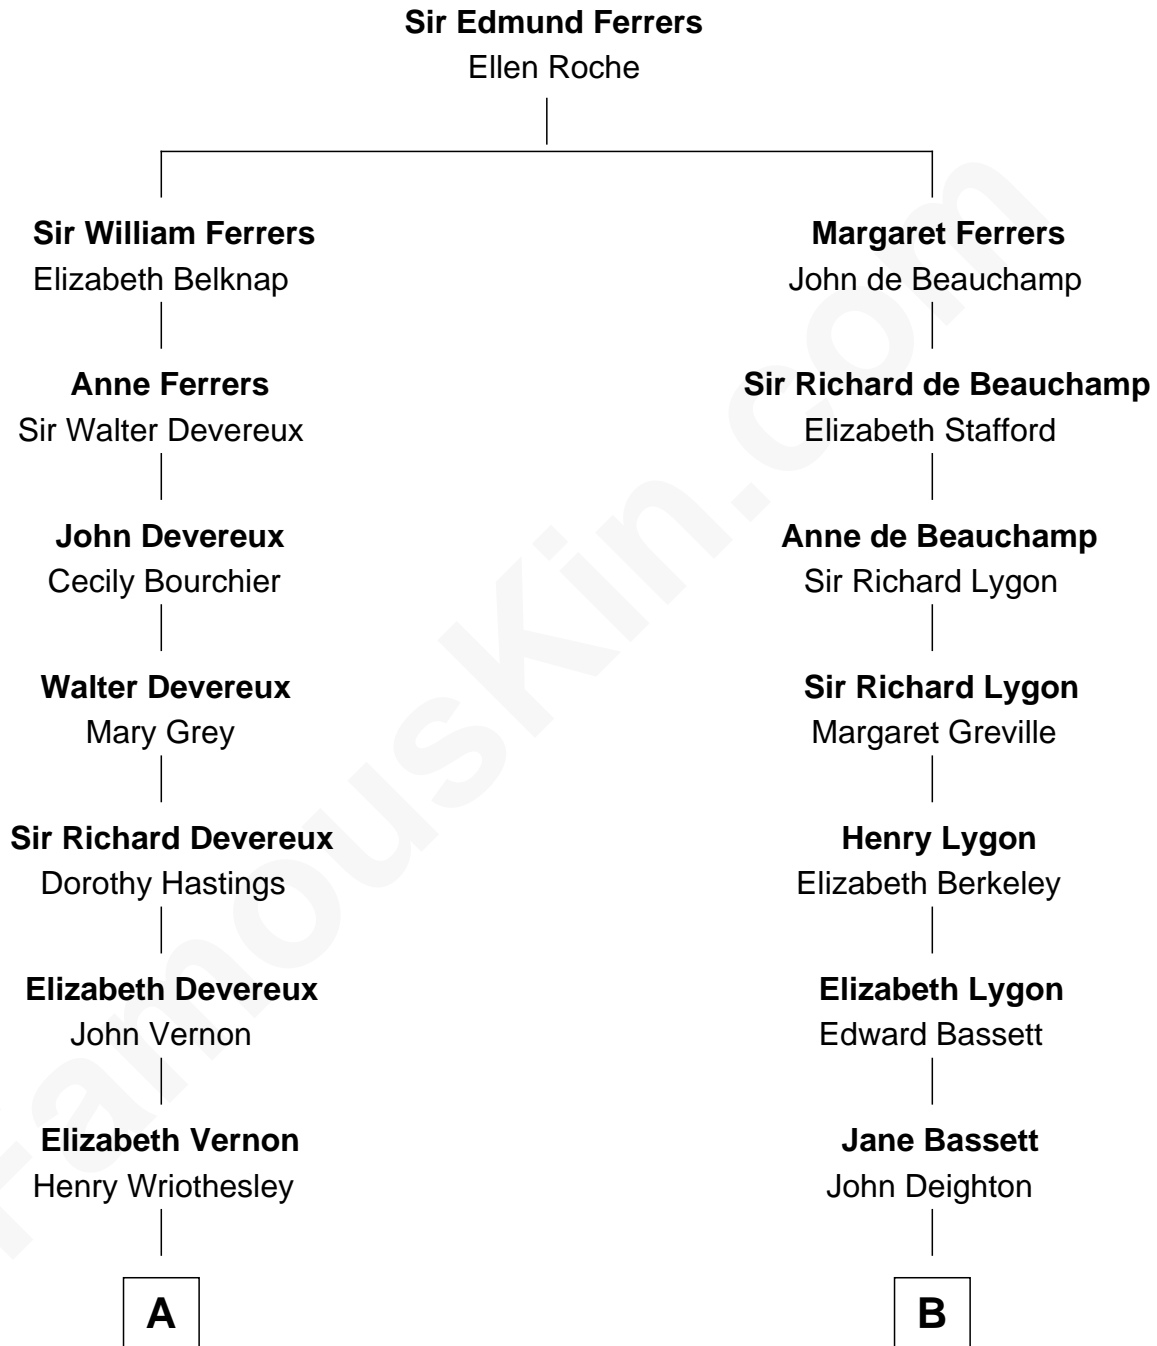 Sir Edmund Ferrers
Ellen Roche
Sir William Ferrers
Elizabeth Belknap
Margaret Ferrers
John de Beauchamp
Anne Ferrers
Sir Walter Devereux
Sir Richard de Beauchamp
Elizabeth Stafford
John Devereux
Cecily Bourchier
Anne de Beauchamp
Sir Richard Lygon
Walter Devereux
Mary Grey
Sir Richard Lygon
Margaret Greville
Sir Richard Devereux
Dorothy Hastings
Henry Lygon
Elizabeth Berkeley
Elizabeth Devereux
John Vernon
Elizabeth Lygon
Edward Bassett
Elizabeth Vernon
Henry Wriothesley
Jane Bassett
John Deighton
A
B
FamousKin.com